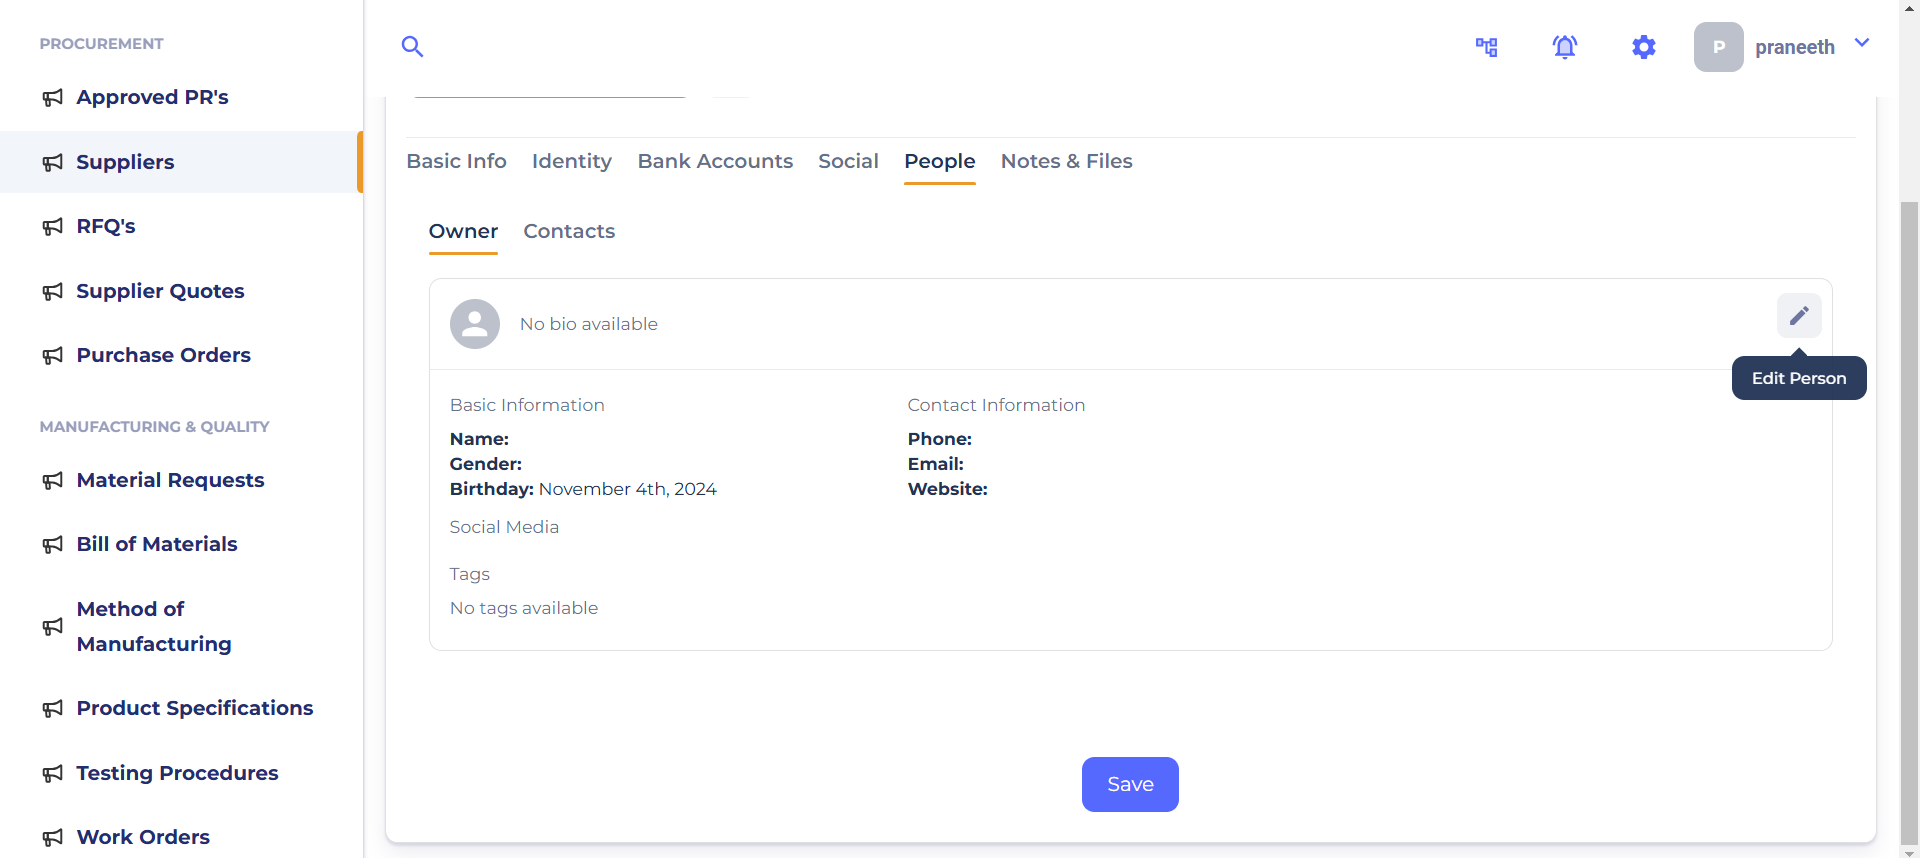 PROCUREMENT
Approved PR's
Suppliers
RFQ's
Supplier Quotes
Purchase Orders
MANUFACTURING & QUALITY
Material Requests
Bill of Materials
Method of
Manufacturing
Product Specifications
Testing Procedures
Work Orders
P praneeth
Basic Info Identity Bank Accounts Social People Notes & Files
Owner Contacts
No bio available
Edit Person
Basic Information
Name:
Gender:
Birthday: November 4th, 2024
Contact Information
Phone:
Email:
Website:
Social Media
Tags
No tags available
Save